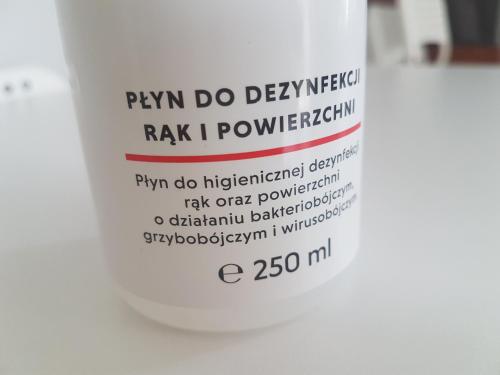 PŁYN DO DEZYNFEKCJI
RĄK I POWIERZCHNI
Płyn do higienicznej dezynfekcji
rąk oraz powierzchni
o działaniu bakteriobójczym,
grzybobójczym i wirusobójczym
℮ 250 ml